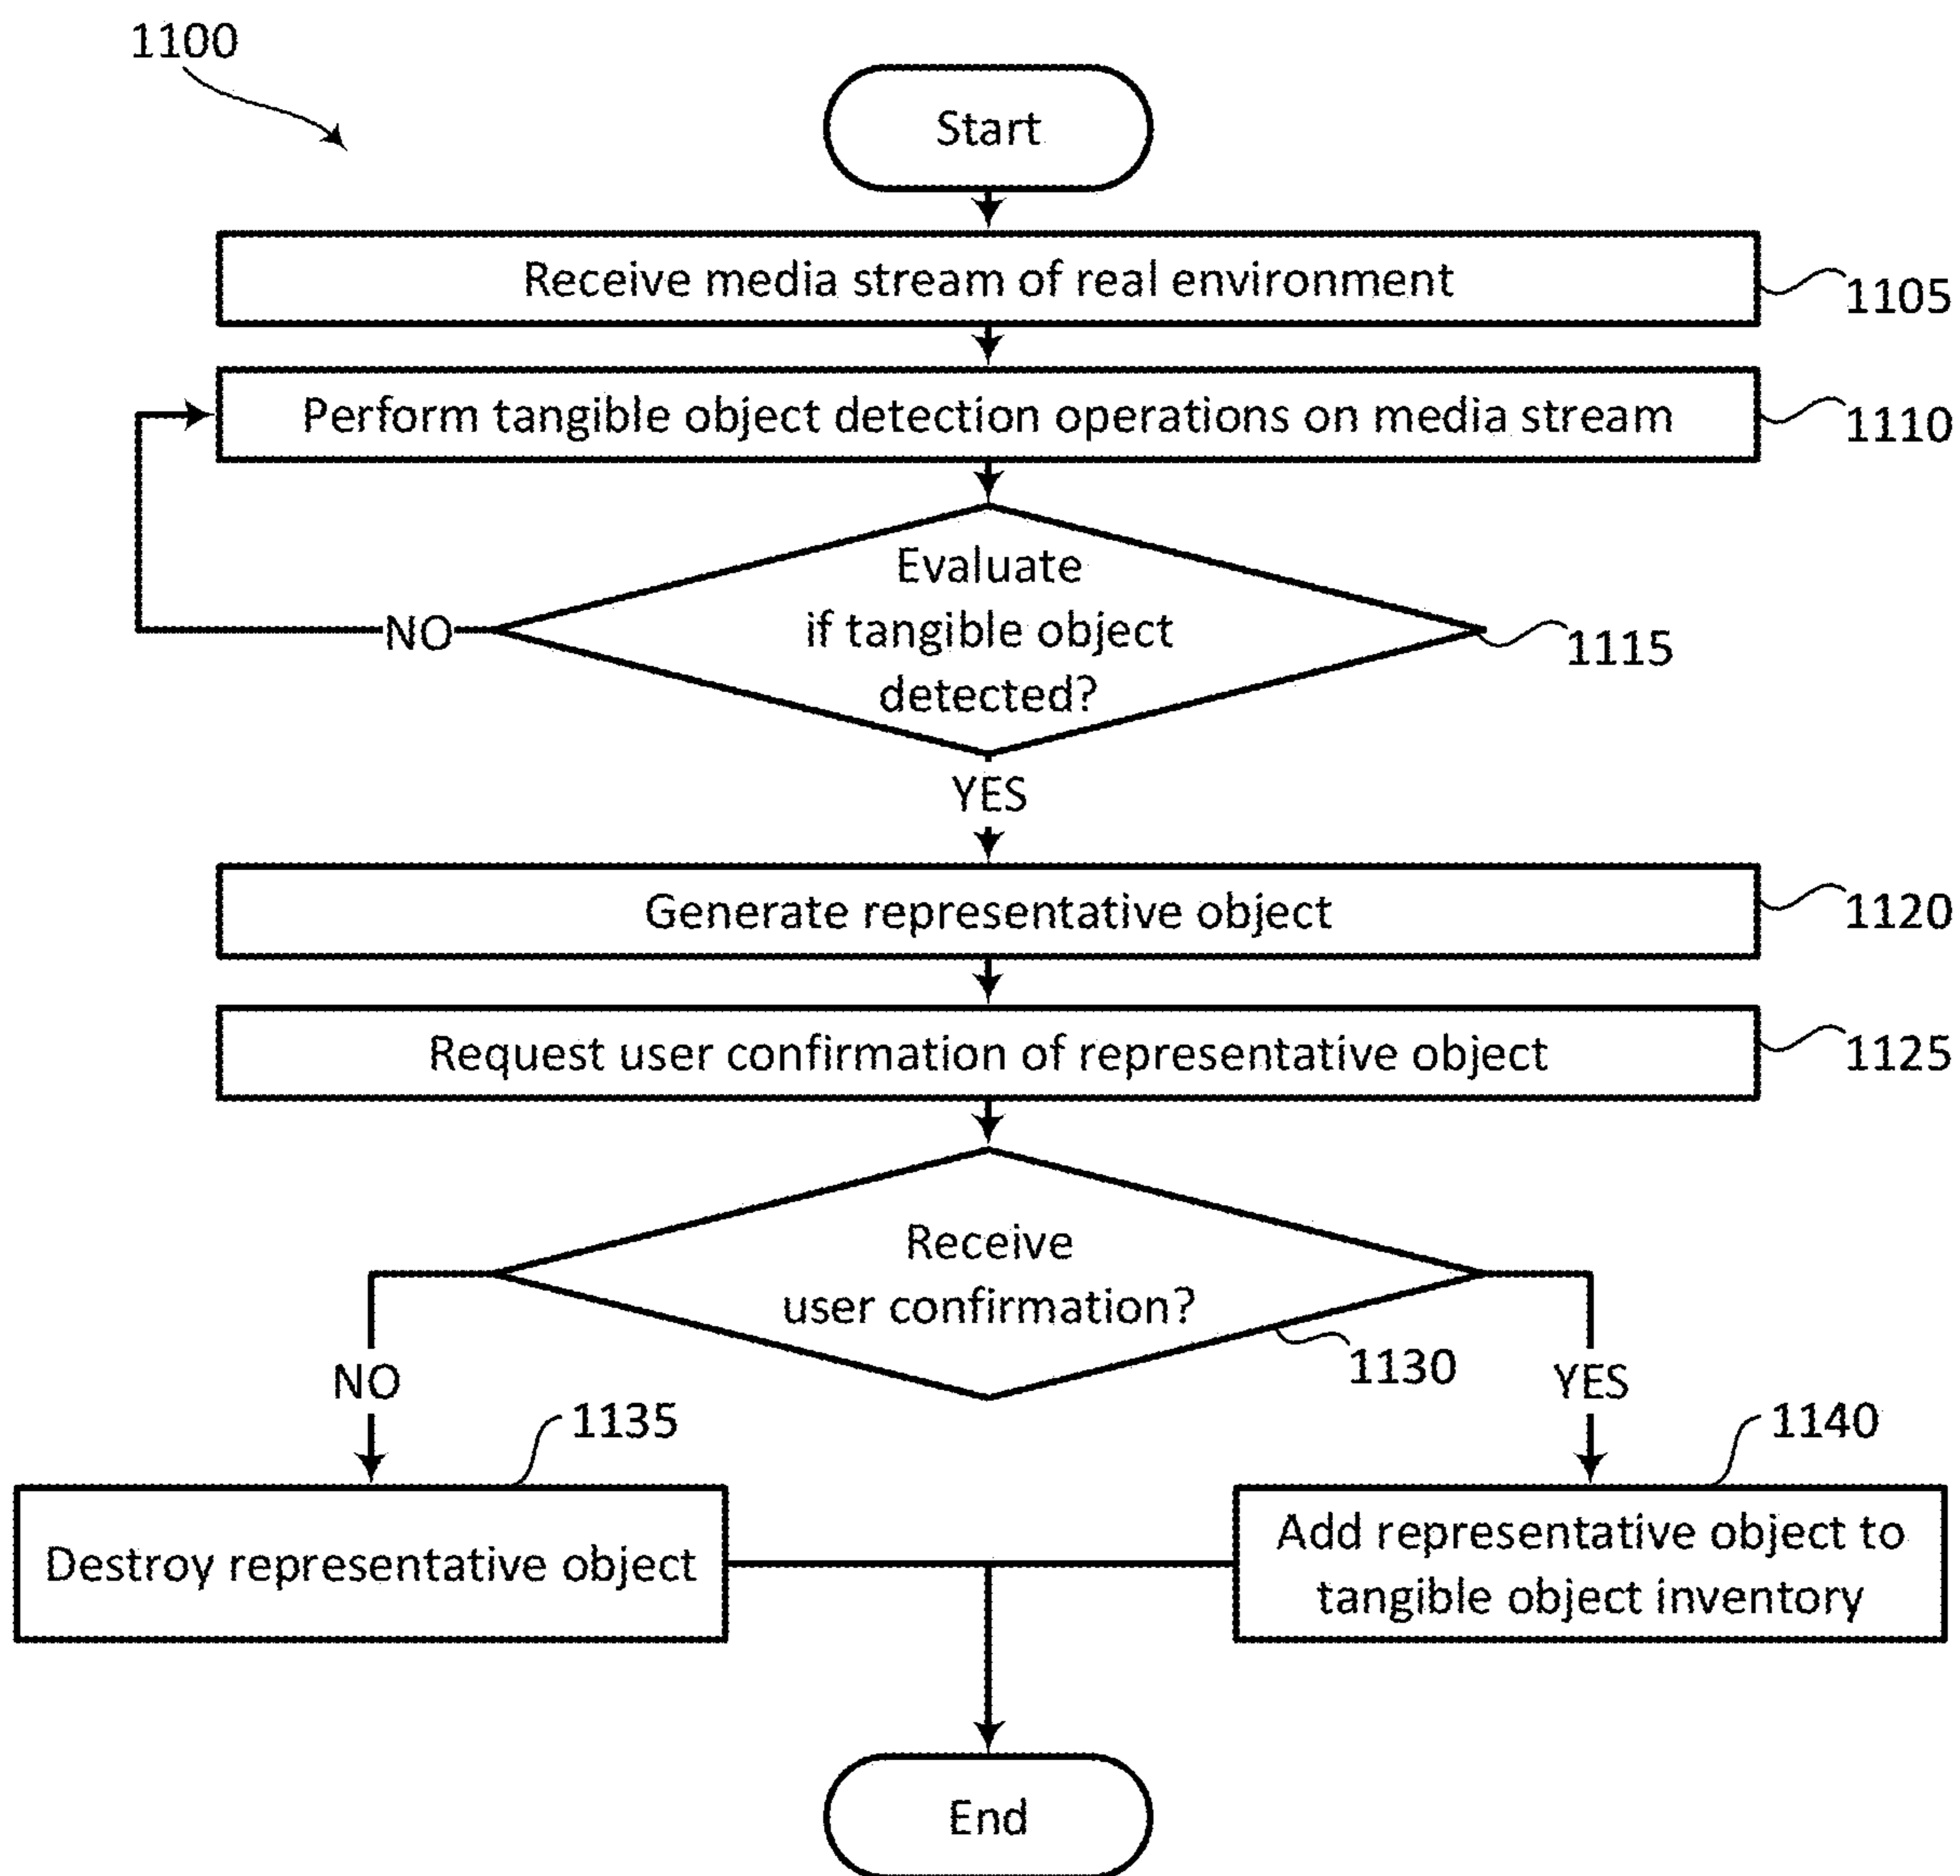 1100
Start
Receive media stream of real environment
1105
Perform tangible object detection operations on media stream
1110
Evaluate
if tangible object
detected?
NO
1115
YES
Generate representative object
1120
Request user confirmation of representative object
1125
Receive
user confirmation?
1130
NO
YES
1135
1140
Destroy representative object
Add representative object to
tangible object inventory
End